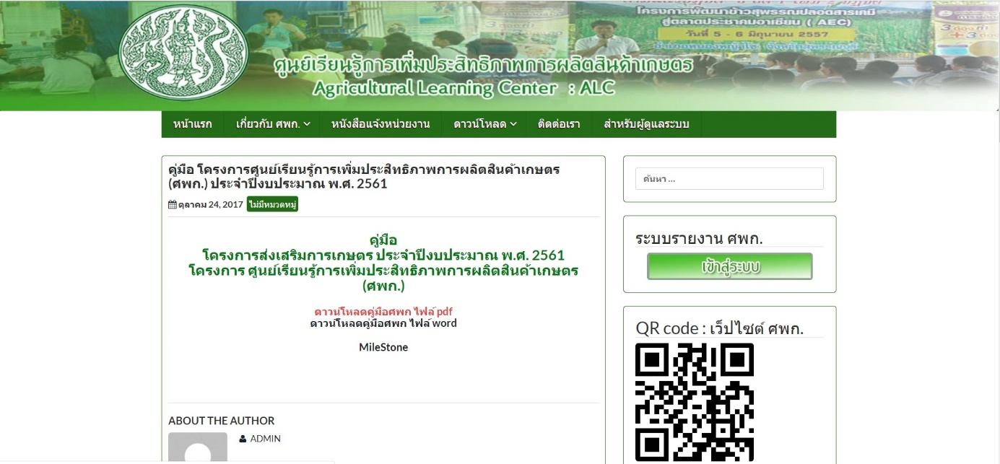 โครงการพัฒนาข้าวสุพรรณปลอดสารเคมี
สู่ตลาดประชาคมอาเซียน ( AEC)
วันที่ 5 - 6 มิถุนายน 2557
ศูนย์เรียนรู้การเพิ่มประสิทธิภาพการผลิตสินค้าเกษตร
Agricultural Learning Center : ALC
หน้าแรก เกี่ยวกับ ศพก. หนังสือแจ้งหน่วยงาน ดาวน์โหลด ติดต่อเรา สำหรับผู้ดูแลระบบ
คู่มือ โครงการศูนย์เรียนรู้การเพิ่มประสิทธิภาพการผลิตสินค้าเกษตร
(ศพก.) ประจำปีงบประมาณ พ.ศ. 2561
ตุลาคม 24, 2017 ไม่มีหมวดหมู่
คู่มือ
โครงการส่งเสริมการเกษตร ประจำปีงบประมาณ พ.ศ. 2561
โครงการ ศูนย์เรียนรู้การเพิ่มประสิทธิภาพการผลิตสินค้าเกษตร
(ศพก.)
ดาวน์โหลดคู่มือศพก ไฟล์ pdf
ดาวน์โหลดคู่มือศพก ไฟล์ word
MileStone
ABOUT THE AUTHOR
ADMIN
ค้นหา ...
ระบบรายงาน ศพก.
เข้าสู่ระบบ
QR code : เว็ปไซต์ ศพก.